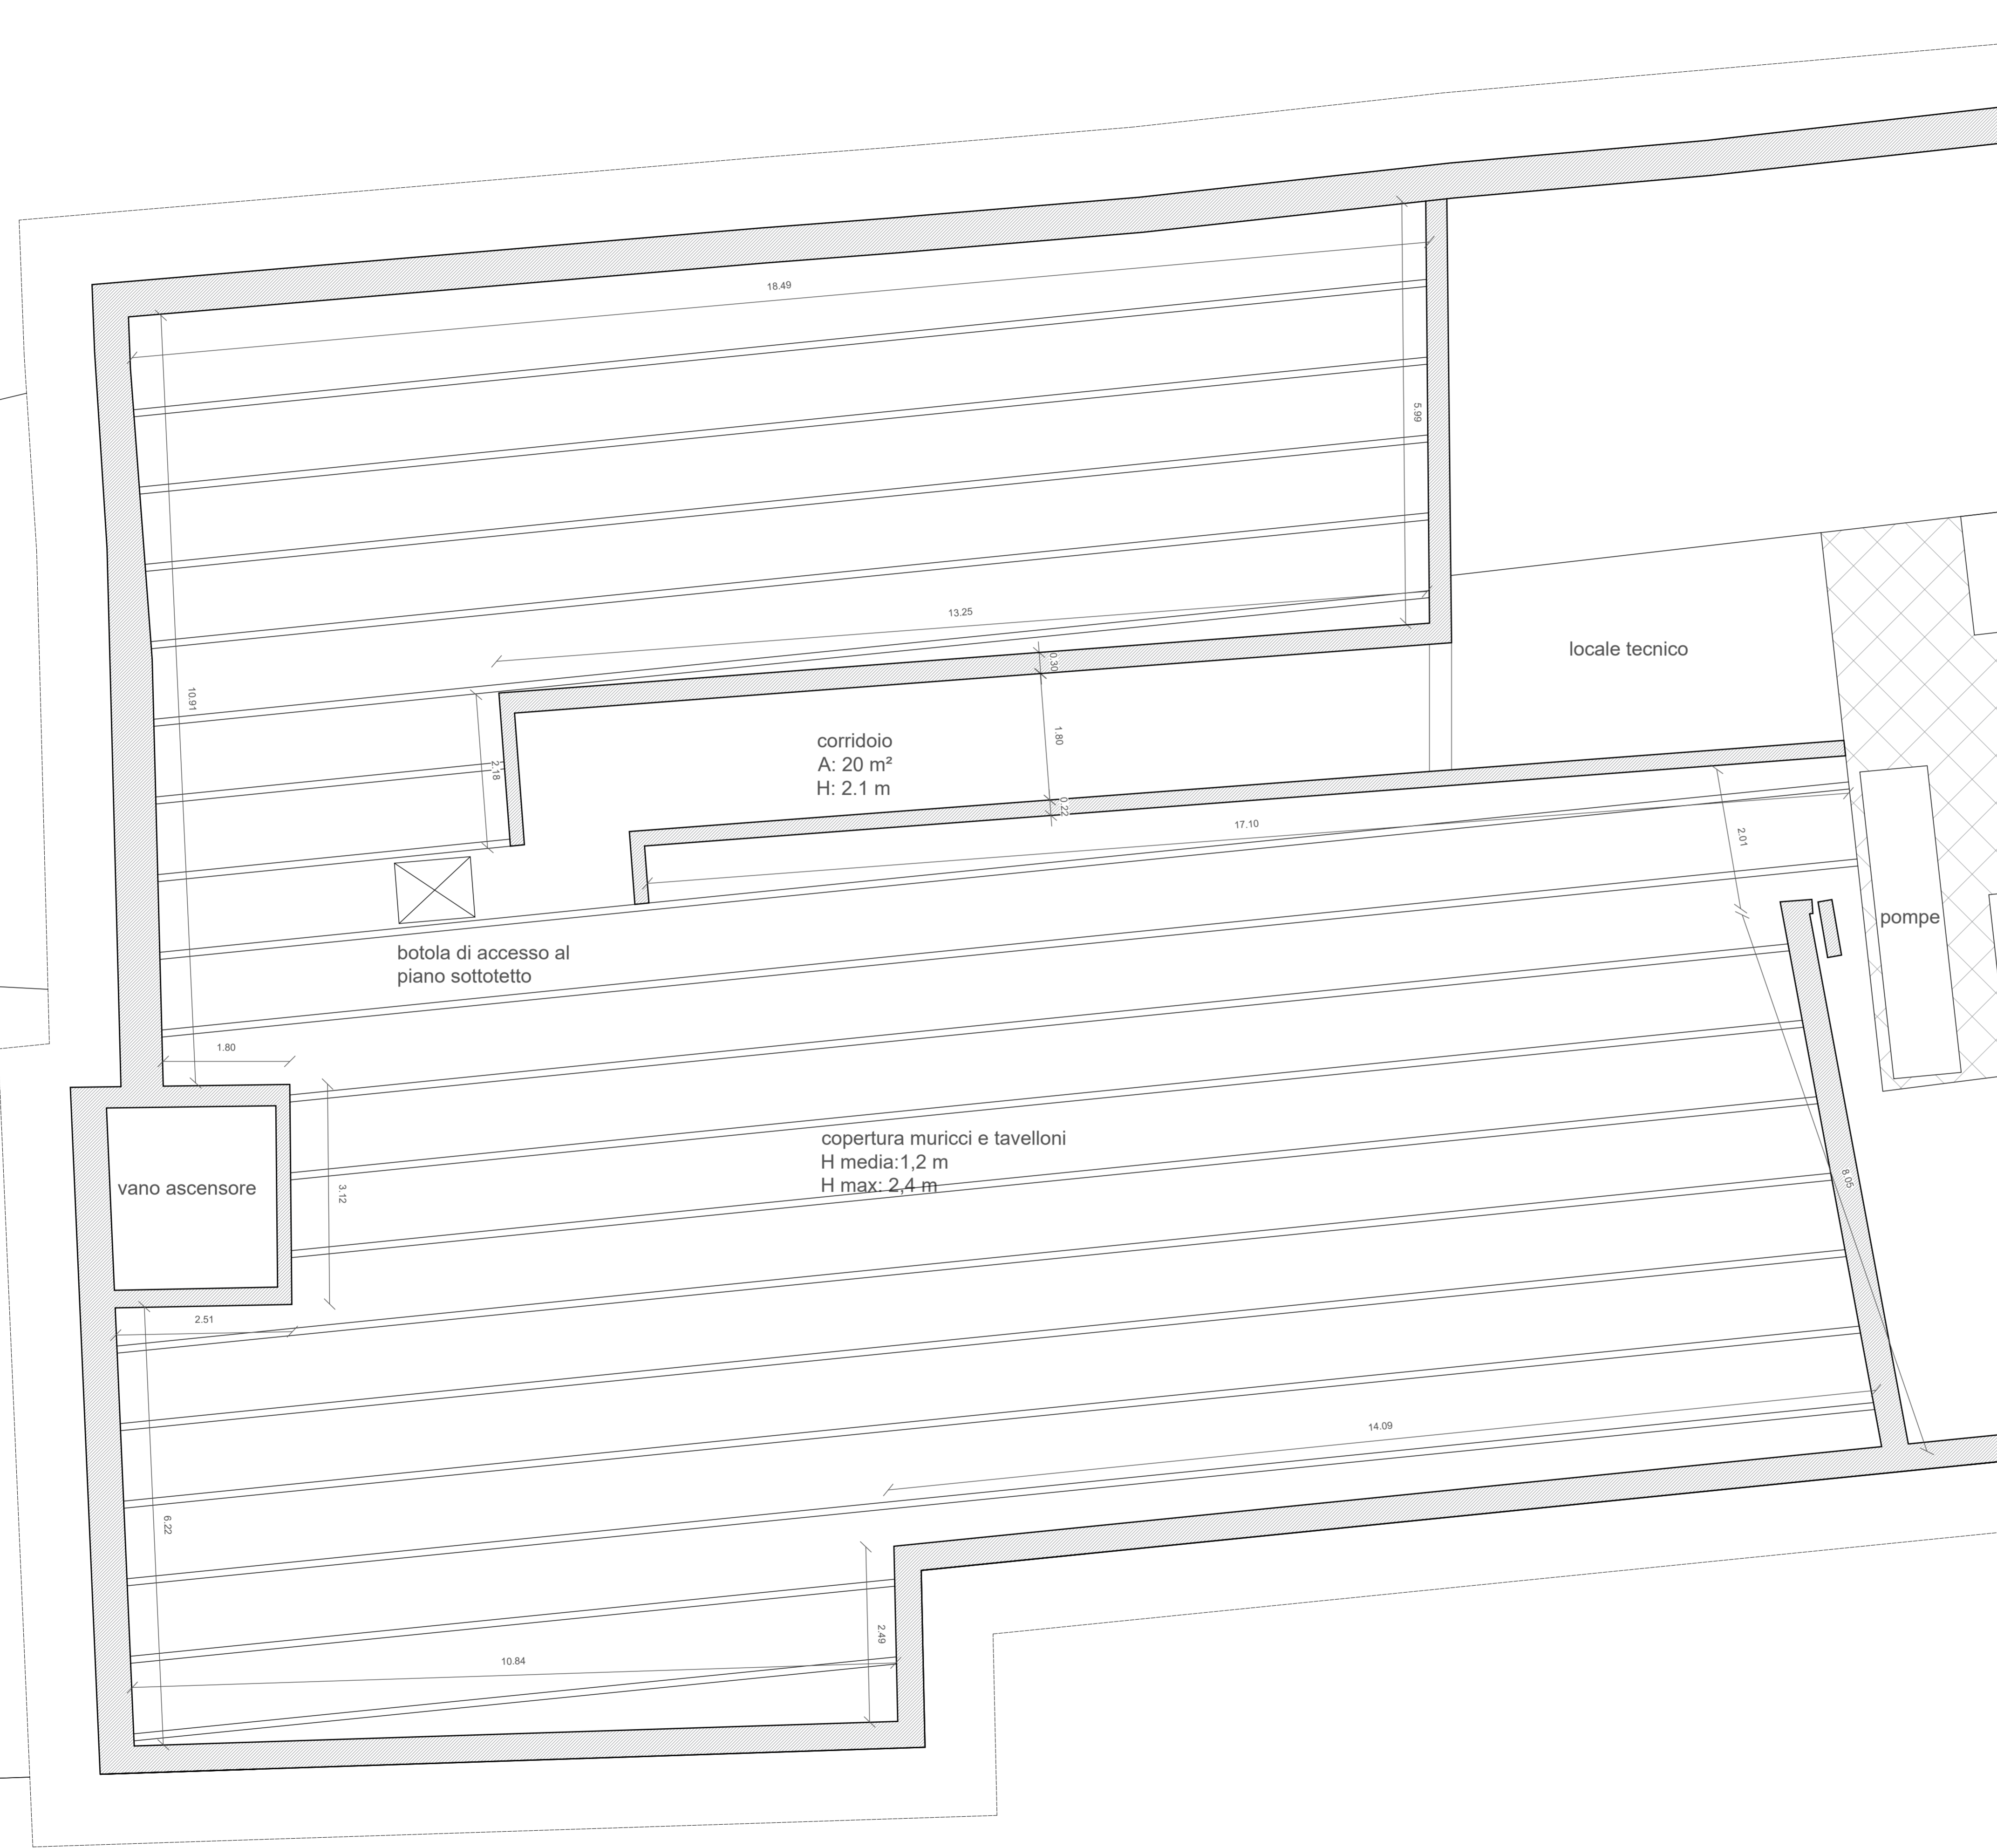 18.49
5.99
13.25
0.30
locale tecnico
10.91
2.18
corridoio
A: 20 m²
H: 2.1 m
1.80
0.22
17.10
2.01
pompe
botola di accesso al
piano sottotetto
1.80
copertura muricci e tavelloni
H media:1,2 m
H max: 2,4 m
vano ascensore
3.12
8.05
2.51
14.09
6.22
2.49
10.84